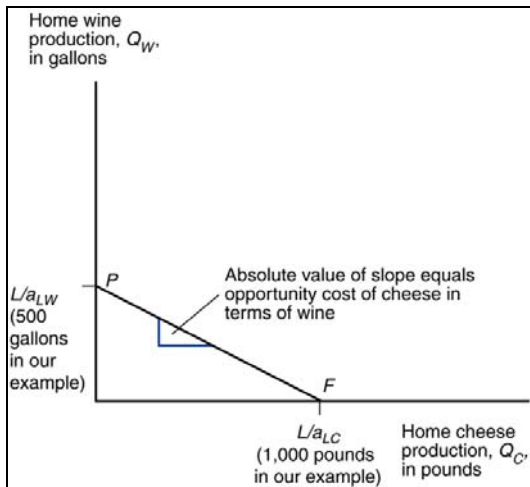 Home wine
production, Q_W,
in gallons
P
Absolute value of slope equals
opportunity cost of cheese in
terms of wine
L/a_LW
(500
gallons
in our
example)
F
L/a_LC
(1,000 pounds
in our example)
Home cheese
production, Q_C,
in pounds